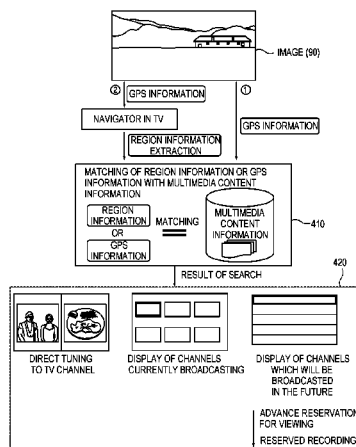 IMAGE (90)
② ①
GPS INFORMATION
NAVIGATOR IN TV
GPS INFORMATION
REGION INFORMATION
EXTRACTION
MATCHING OF REGION INFORMATION OR GPS
INFORMATION WITH MULTIMEDIA CONTENT
INFORMATION
REGION
INFORMATION
OR
GPS
INFORMATION
MATCHING
MULTIMEDIA
CONTENT
INFORMATION
410
RESULT OF SEARCH
420
DIRECT TUNING
TO TV CHANNEL
DISPLAY OF CHANNELS
CURRENTLY BROADCASTING
DISPLAY OF CHANNELS
WHICH WILL BE
BROADCASTED
IN THE FUTURE
ADVANCE RESERVATION
FOR VIEWING
RESERVED RECORDING